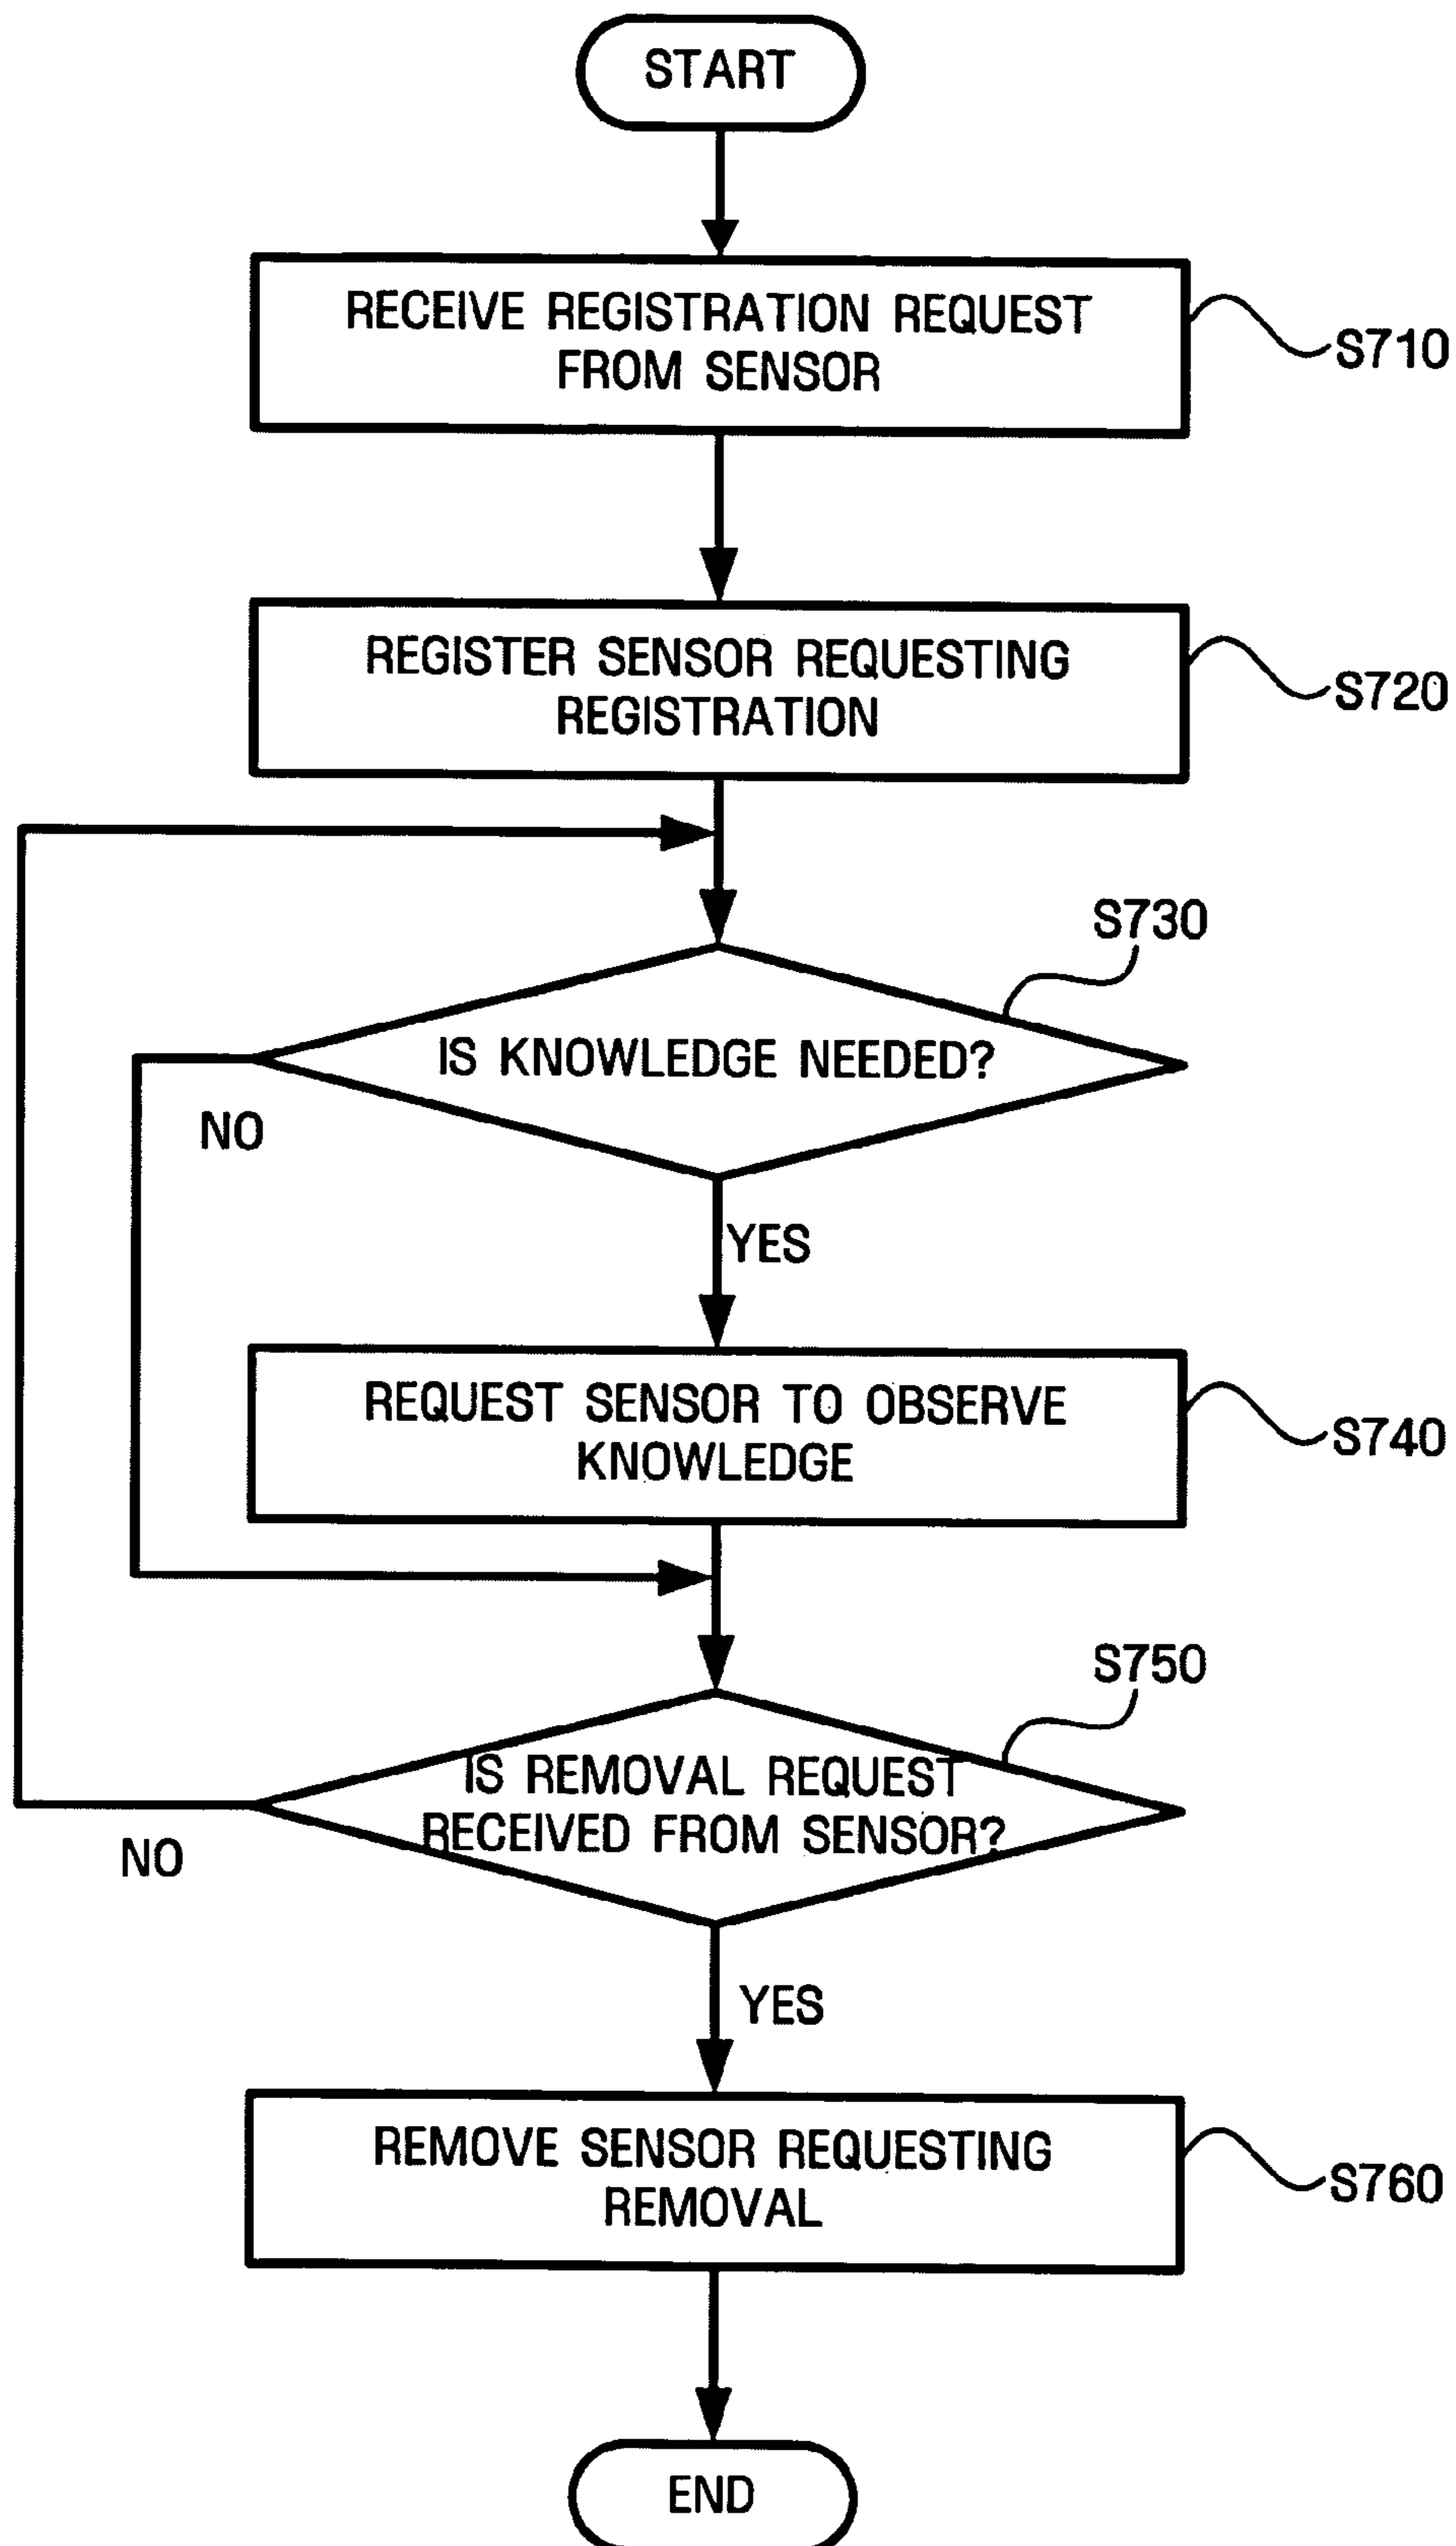 START
RECEIVE REGISTRATION REQUEST
FROM SENSOR
S710
REGISTER SENSOR REQUESTING
REGISTRATION
S720
S730
IS KNOWLEDGE NEEDED?
NO
YES
REQUEST SENSOR TO OBSERVE
KNOWLEDGE
S740
S750
IS REMOVAL REQUEST
RECEIVED FROM SENSOR?
NO
YES
REMOVE SENSOR REQUESTING
REMOVAL
S760
END